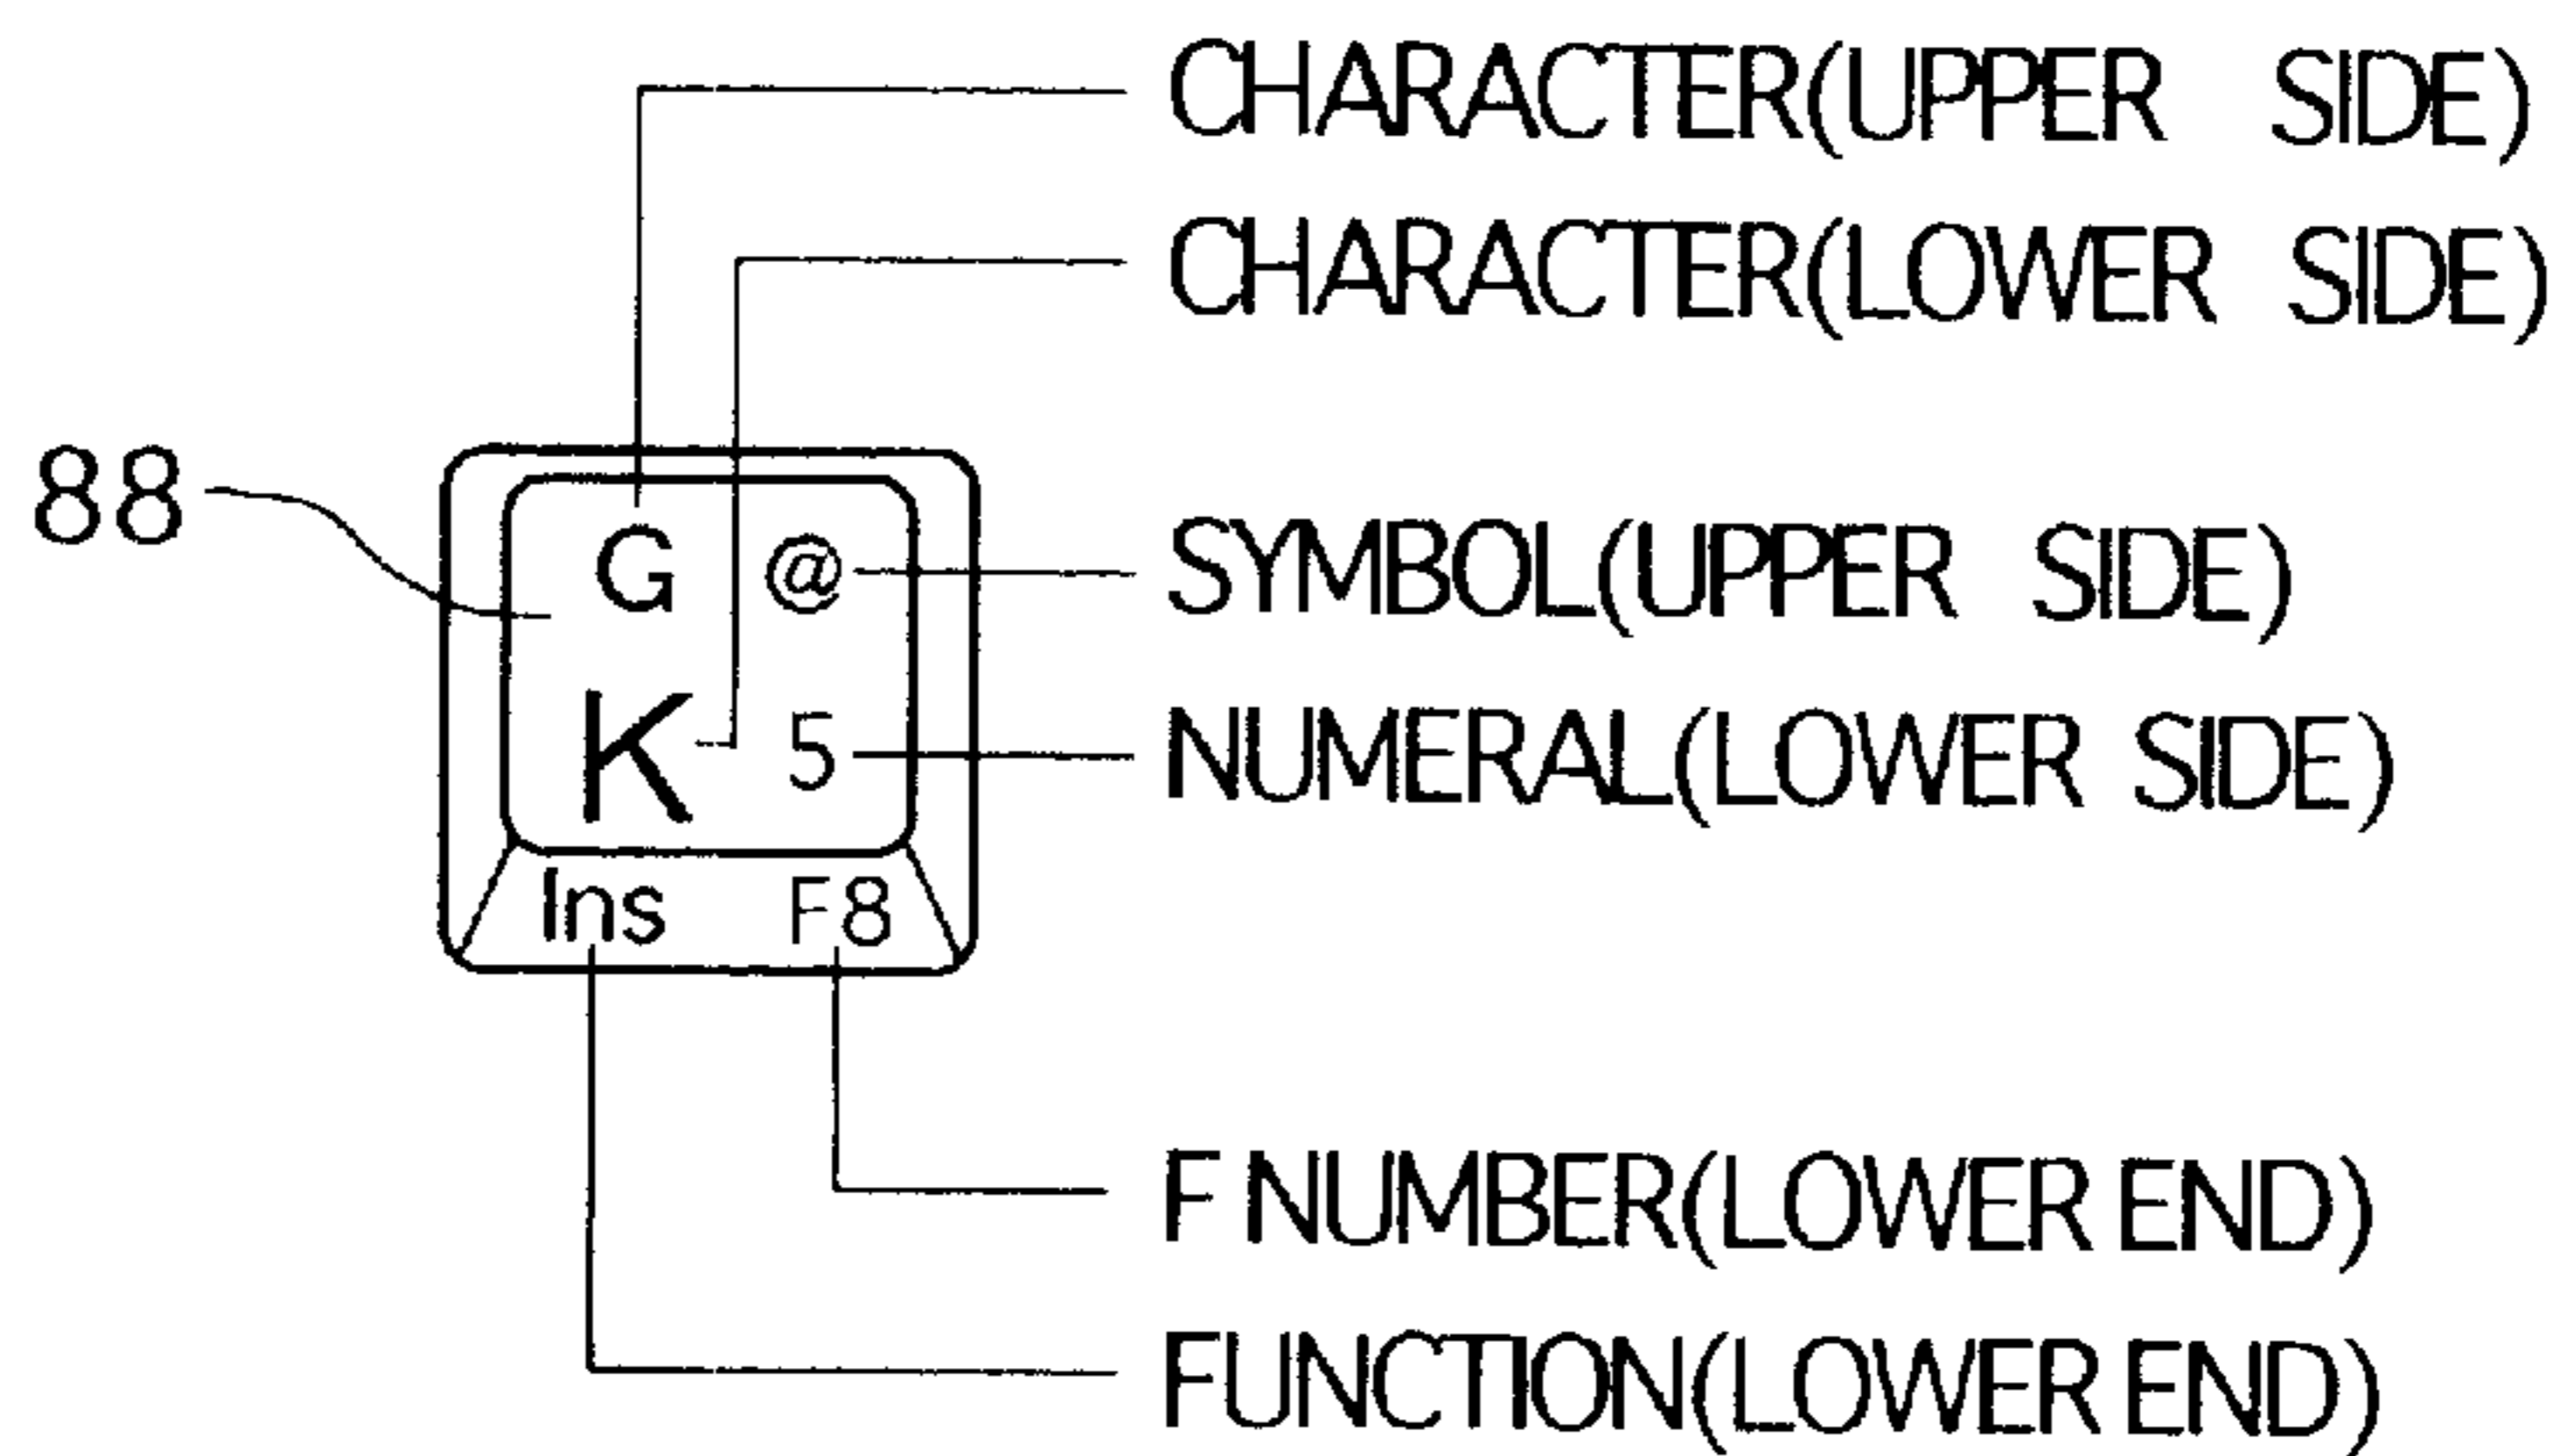 CHARACTER(UPPER SIDE)
CHARACTER(LOWER SIDE)
88
G @
SYMBOL(UPPER SIDE)
K 5
NUMERAL(LOWER SIDE)
Ins F8
F NUMBER(LOWER END)
FUNCTION(LOWER END)